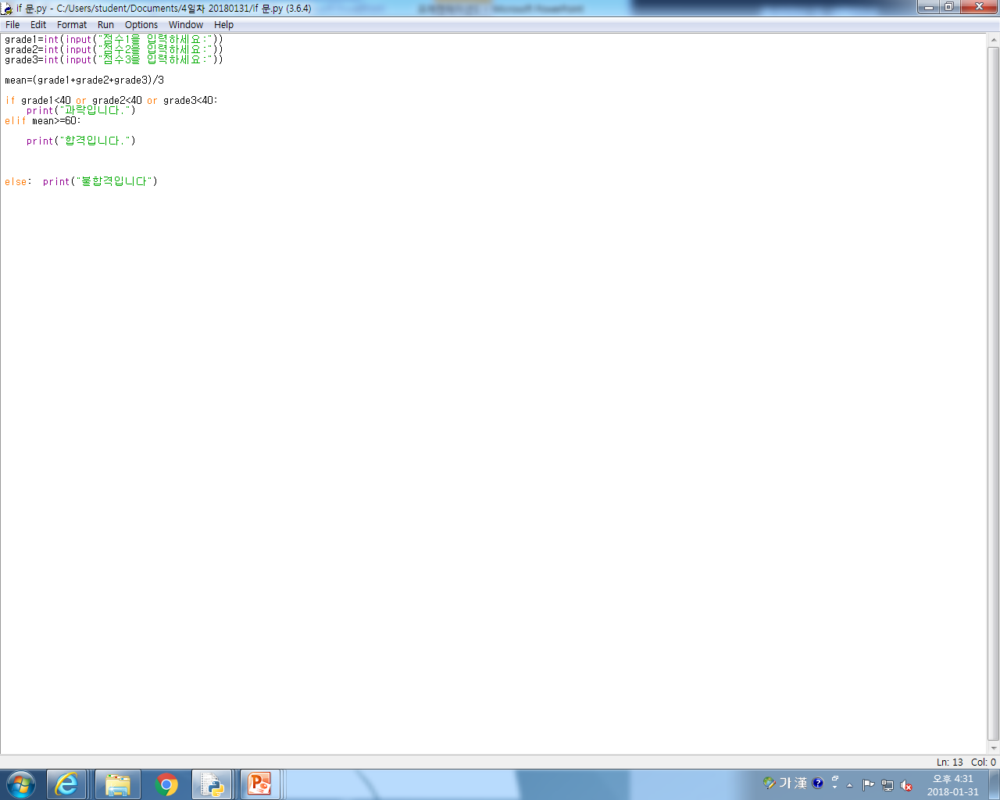 if 문.py - C:/Users/student/Documents/4일차 20180131/if 문.py (3.6.4)
File Edit Format Run Options Window Help
grade1=int(input("점수1을 입력하세요:"))
grade2=int(input("점수2을 입력하세요:"))
grade3=int(input("점수3을 입력하세요:"))
mean=(grade1+grade2+grade3)/3
if grade1<40 or grade2<40 or grade3<40:
    print("과락입니다.")
elif mean>=60:
    print("합격입니다.")
else:  print("불합격입니다")
Ln: 13 Col: 0
가 漢
오후 4:31
2018-01-31